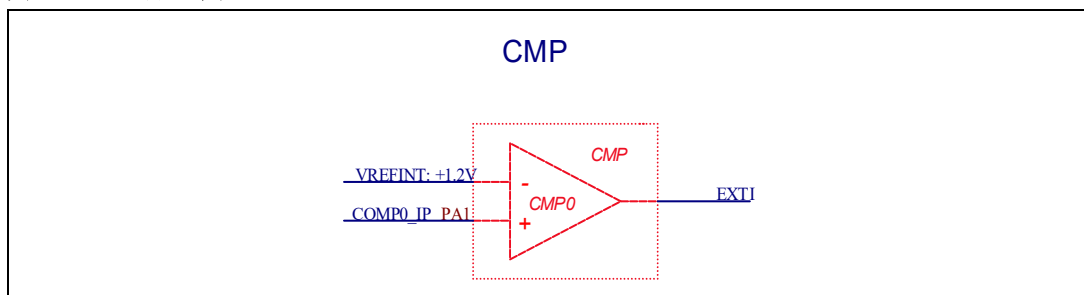 CMP
CMP
VREFINT: +1.2V
-
CMP0
EXTI
COMP0_IP PA1
+